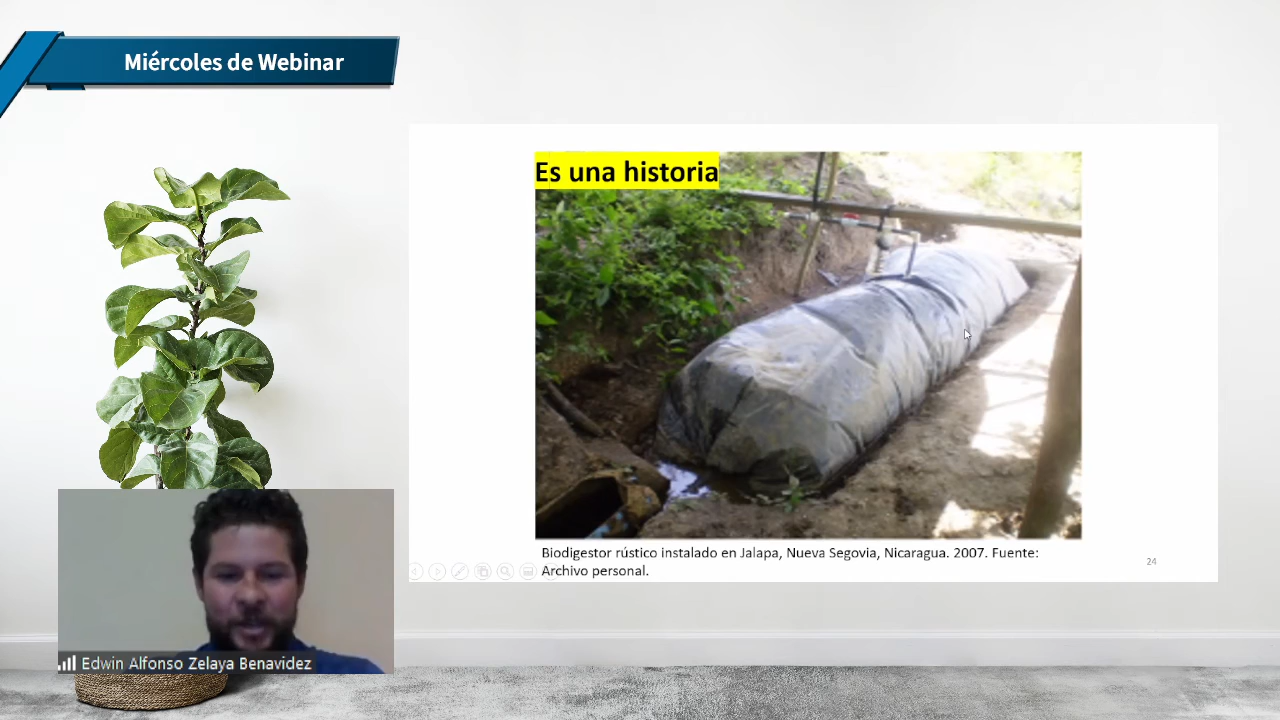 Miércoles de Webinar
Es una historia
Biodigestor rústico instalado en Jalapa, Nueva Segovia, Nicaragua. 2007. Fuente:
Archivo personal.
24
Edwin Alfonso Zelaya Benavidez